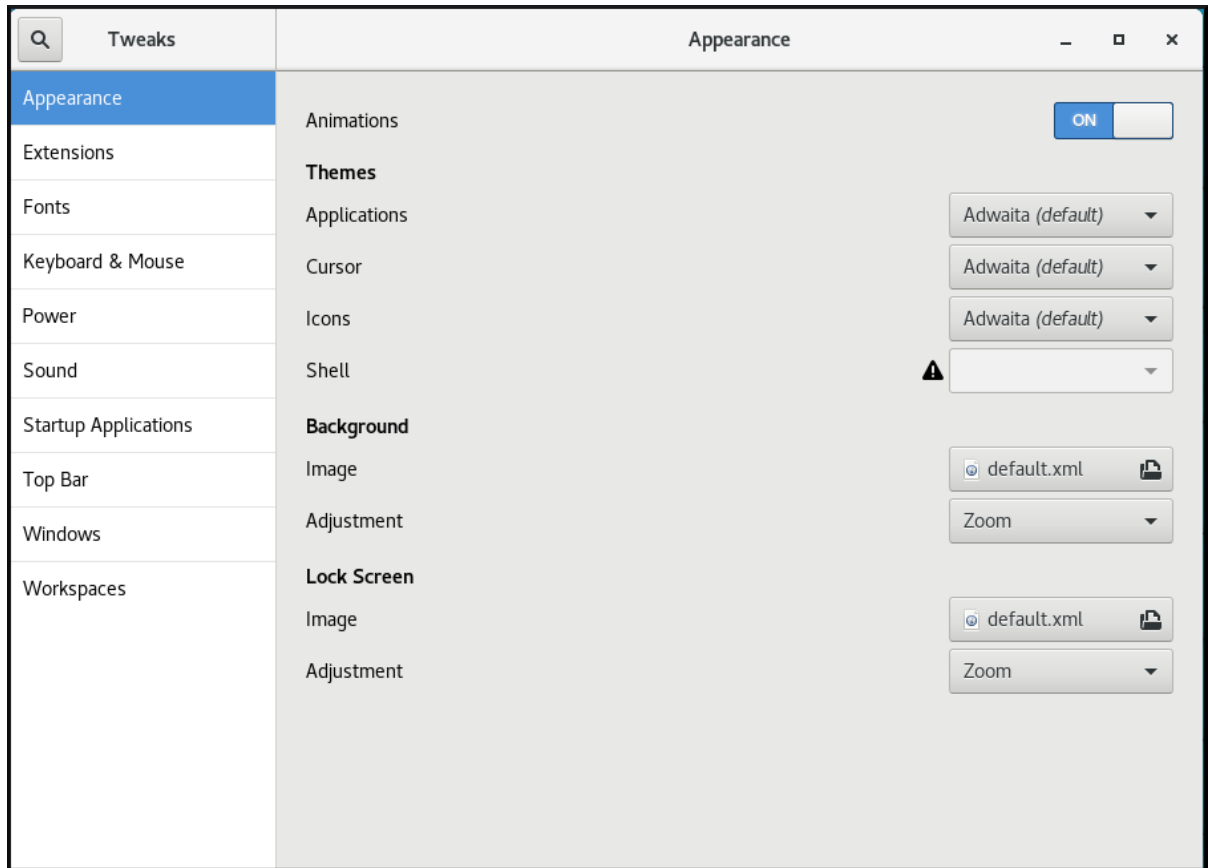 Tweaks
Appearance
Appearance
Extensions
Fonts
Keyboard & Mouse
Power
Sound
Startup Applications
Top Bar
Windows
Workspaces
Animations ON
Themes
Applications Adwaita (default)
Cursor Adwaita (default)
Icons Adwaita (default)
Shell
Background
Image default.xml
Adjustment Zoom
Lock Screen
Image default.xml
Adjustment Zoom